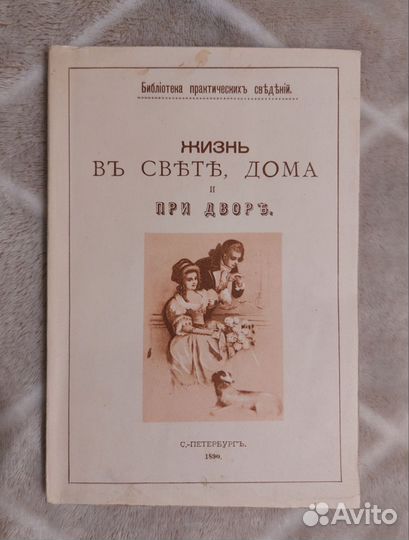 Библіотека практическихъ свѣдѣній.
ЖИЗНЬ
ВЪ СВѢТѢ, ДОМА
И
ПРИ ДВОРѢ.
С.-ПЕТЕРБУРГЪ.
1890.
Avito